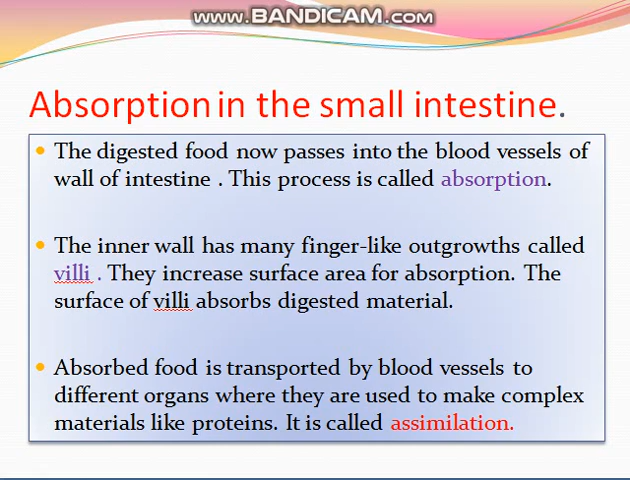 www.BANDICAM.com
Absorption in the small intestine.
• The digested food now passes into the blood vessels of
wall of intestine . This process is called absorption.
• The inner wall has many finger-like outgrowths called
villi . They increase surface area for absorption. The
surface of villi absorbs digested material.
• Absorbed food is transported by blood vessels to
different organs where they are used to make complex
materials like proteins. It is called assimilation.